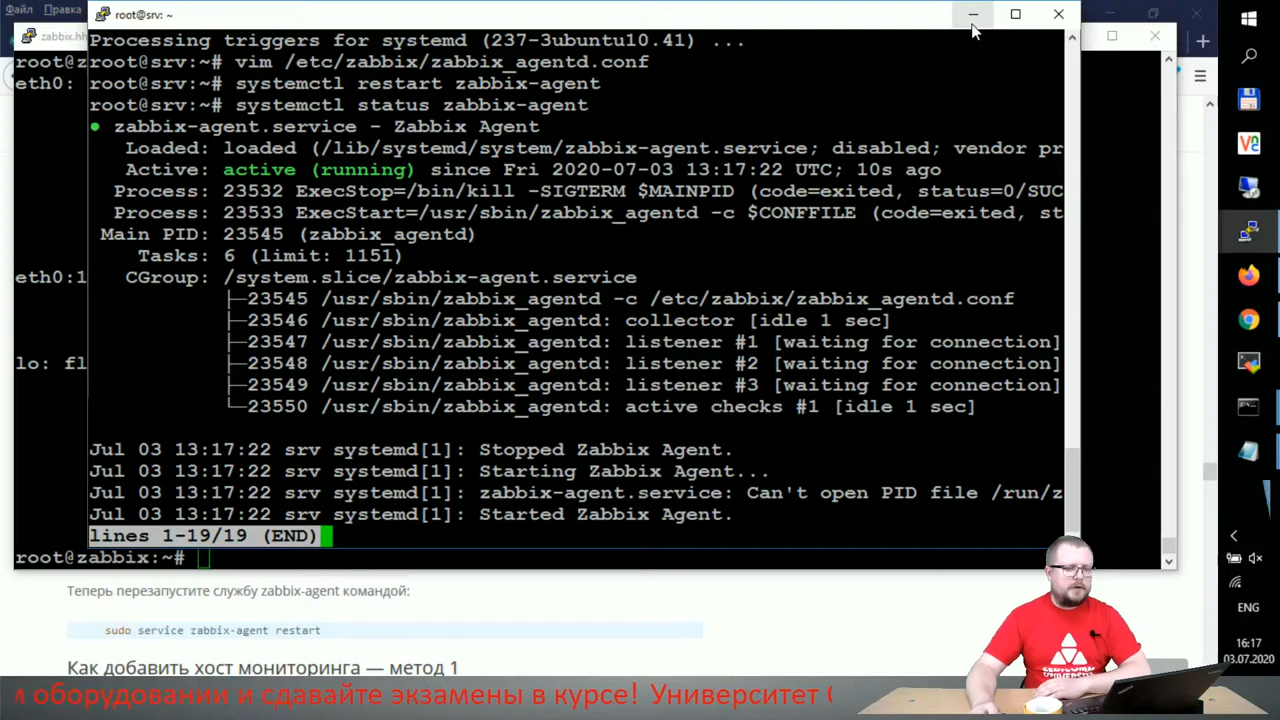 Файл Правка
root@srv: ~
zabbix.hh
Processing triggers for systemd (237-3ubuntu10.41) ...
root@z
root@srv:~# vim /etc/zabbix/zabbix_agentd.conf
eth0:
root@srv:~# systemctl restart zabbix-agent
root@srv:~# systemctl status zabbix-agent
● zabbix-agent.service - Zabbix Agent
Loaded: loaded (/lib/systemd/system/zabbix-agent.service; disabled; vendor pr
Active: active (running) since Fri 2020-07-03 13:17:22 UTC; 10s ago
Process: 23532 ExecStop=/bin/kill -SIGTERM $MAINPID (code=exited, status=0/SUC
Process: 23533 ExecStart=/usr/sbin/zabbix_agentd -c $CONFFILE (code=exited, st
Main PID: 23545 (zabbix_agentd)
Tasks: 6 (limit: 1151)
eth0:1
CGroup: /system.slice/zabbix-agent.service
├─23545 /usr/sbin/zabbix_agentd -c /etc/zabbix/zabbix_agentd.conf
├─23546 /usr/sbin/zabbix_agentd: collector [idle 1 sec]
├─23547 /usr/sbin/zabbix_agentd: listener #1 [waiting for connection]
lo: fl
├─23548 /usr/sbin/zabbix_agentd: listener #2 [waiting for connection]
├─23549 /usr/sbin/zabbix_agentd: listener #3 [waiting for connection]
└─23550 /usr/sbin/zabbix_agentd: active checks #1 [idle 1 sec]
Jul 03 13:17:22 srv systemd[1]: Stopped Zabbix Agent.
Jul 03 13:17:22 srv systemd[1]: Starting Zabbix Agent...
Jul 03 13:17:22 srv systemd[1]: zabbix-agent.service: Can't open PID file /run/z
Jul 03 13:17:22 srv systemd[1]: Started Zabbix Agent.
lines 1-19/19 (END)
root@zabbix:~#
Теперь перезапустите службу zabbix-agent командой:
sudo service zabbix-agent restart
Как добавить хост мониторинга — метод 1
ENG
16:17
03.07.2020
м оборудовании и сдавайте экзамены в курсе! Университет